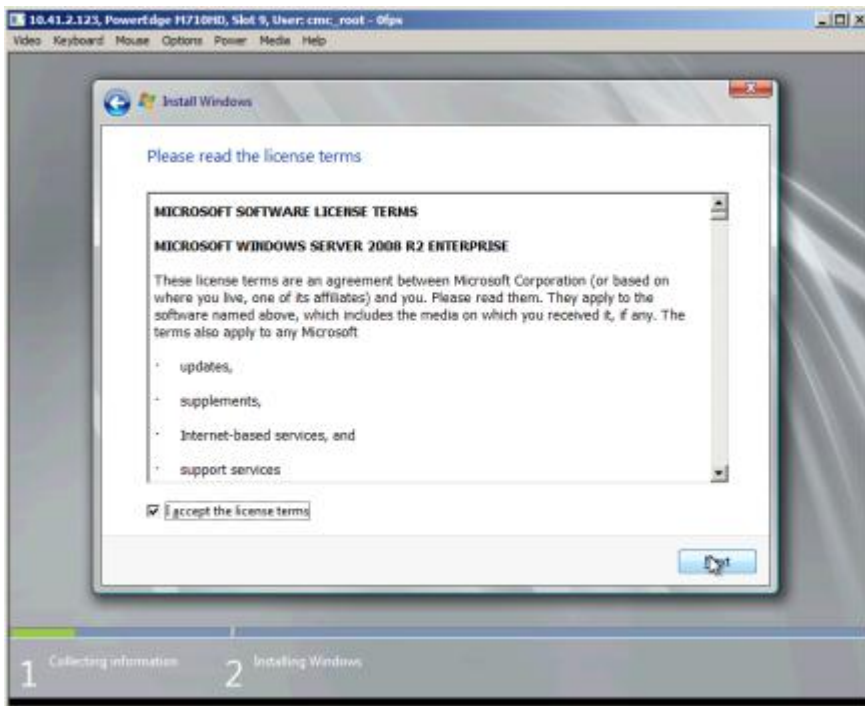 10.41.2.123, PowerEdge M710HD, Slot 9, User: cmc_root - 0fps
Video Keyboard Mouse Options Power Media Help
Install Windows
Please read the license terms
MICROSOFT SOFTWARE LICENSE TERMS
MICROSOFT WINDOWS SERVER 2008 R2 ENTERPRISE
These license terms are an agreement between Microsoft Corporation (or based on
where you live, one of its affiliates) and you. Please read them. They apply to the
software named above, which includes the media on which you received it, if any. The
terms also apply to any Microsoft
· updates,
· supplements,
· Internet-based services, and
· support services
I accept the license terms
Next
1 Collecting information 2 Installing Windows